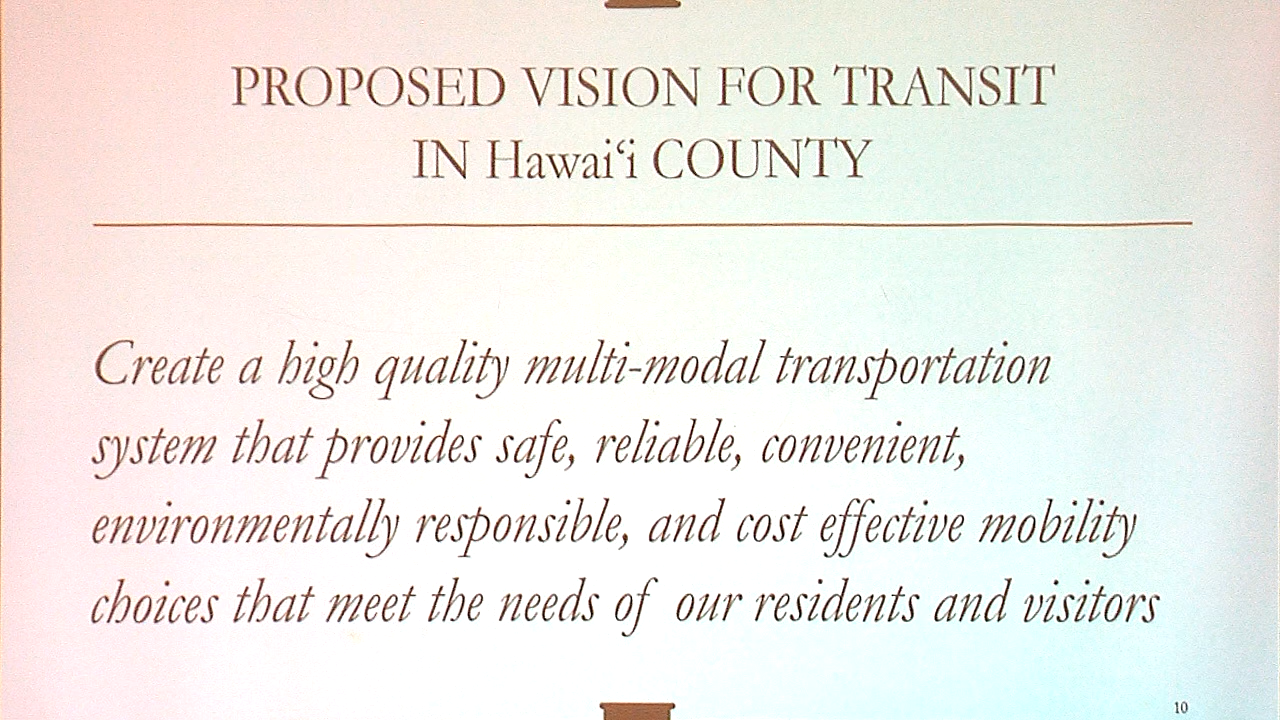 PROPOSED VISION FOR TRANSIT
IN Hawai‘i COUNTY
Create a high quality multi-modal transportation
system that provides safe, reliable, convenient,
environmentally responsible, and cost effective mobility
choices that meet the needs of our residents and visitors
10